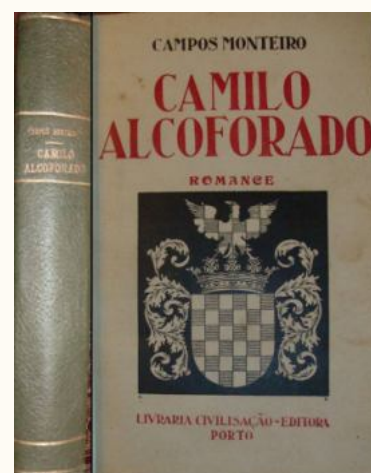 CAMPOS MONTEIRO
CAMILO
ALCOFORADO
CAMPOS MONTEIRO
CAMILO
ALCOFORADO
ROMANCE
LIVRARIA CIVILISAÇÃO-EDITORA
PORTO